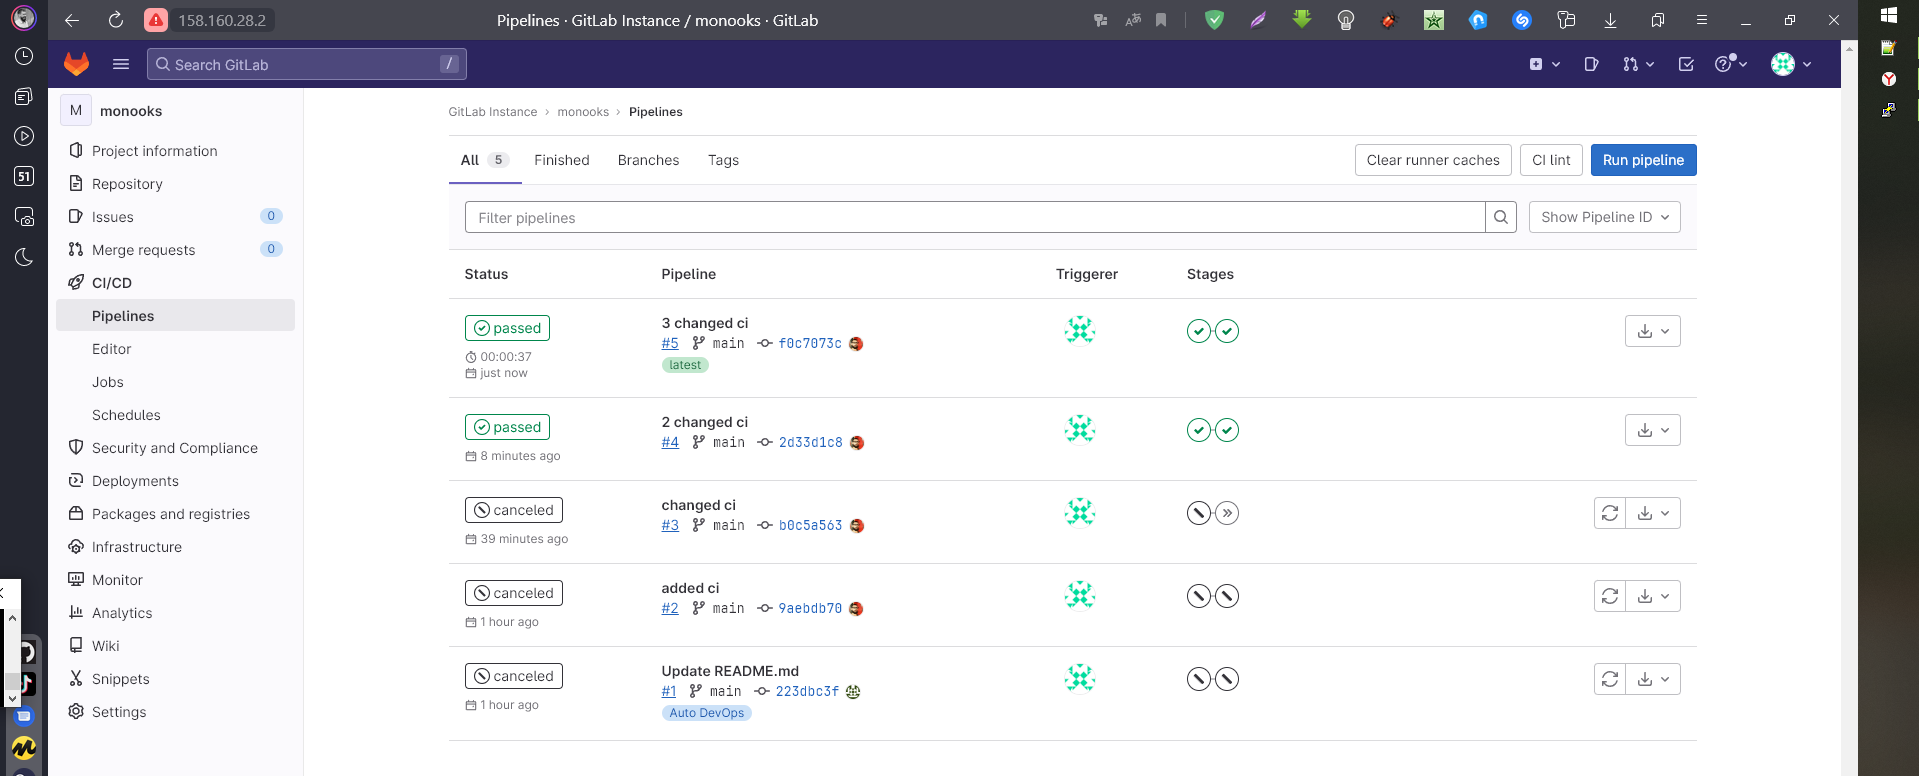 158.160.28.2
Pipelines · GitLab Instance / monooks · GitLab
Search GitLab
/
51
M monooks
Project information
Repository
Issues 0
Merge requests 0
CI/CD
Pipelines
Editor
Jobs
Schedules
Security and Compliance
Deployments
Packages and registries
Infrastructure
Monitor
Analytics
Wiki
Snippets
Settings
GitLab Instance › monooks › Pipelines
All 5 Finished Branches Tags
Clear runner caches CI lint Run pipeline
Filter pipelines Show Pipeline ID
Status Pipeline Triggerer Stages
passed
00:00:37
just now
3 changed ci
#5 main f0c7073c
latest
passed
8 minutes ago
2 changed ci
#4 main 2d33d1c8
canceled
39 minutes ago
changed ci
#3 main b0c5a563
canceled
1 hour ago
added ci
#2 main 9aebdb70
canceled
1 hour ago
Update README.md
#1 main 223dbc3f
Auto DevOps